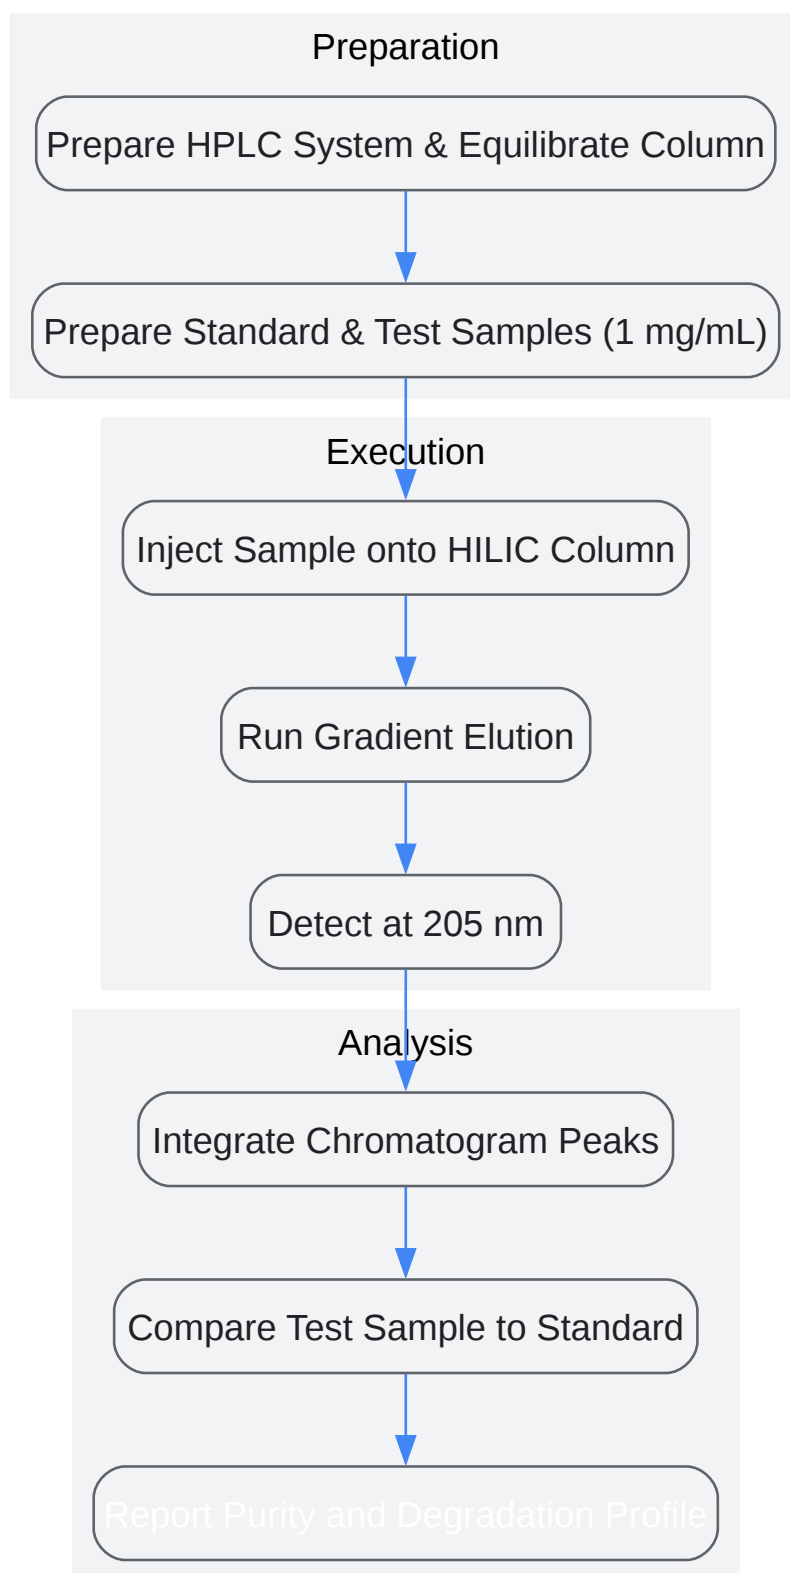 Preparation
Prepare HPLC System & Equilibrate Column
Prepare Standard & Test Samples (1 mg/mL)
Execution
Inject Sample onto HILIC Column
Run Gradient Elution
Detect at 205 nm
Analysis
Integrate Chromatogram Peaks
Compare Test Sample to Standard
Report Purity and Degradation Profile